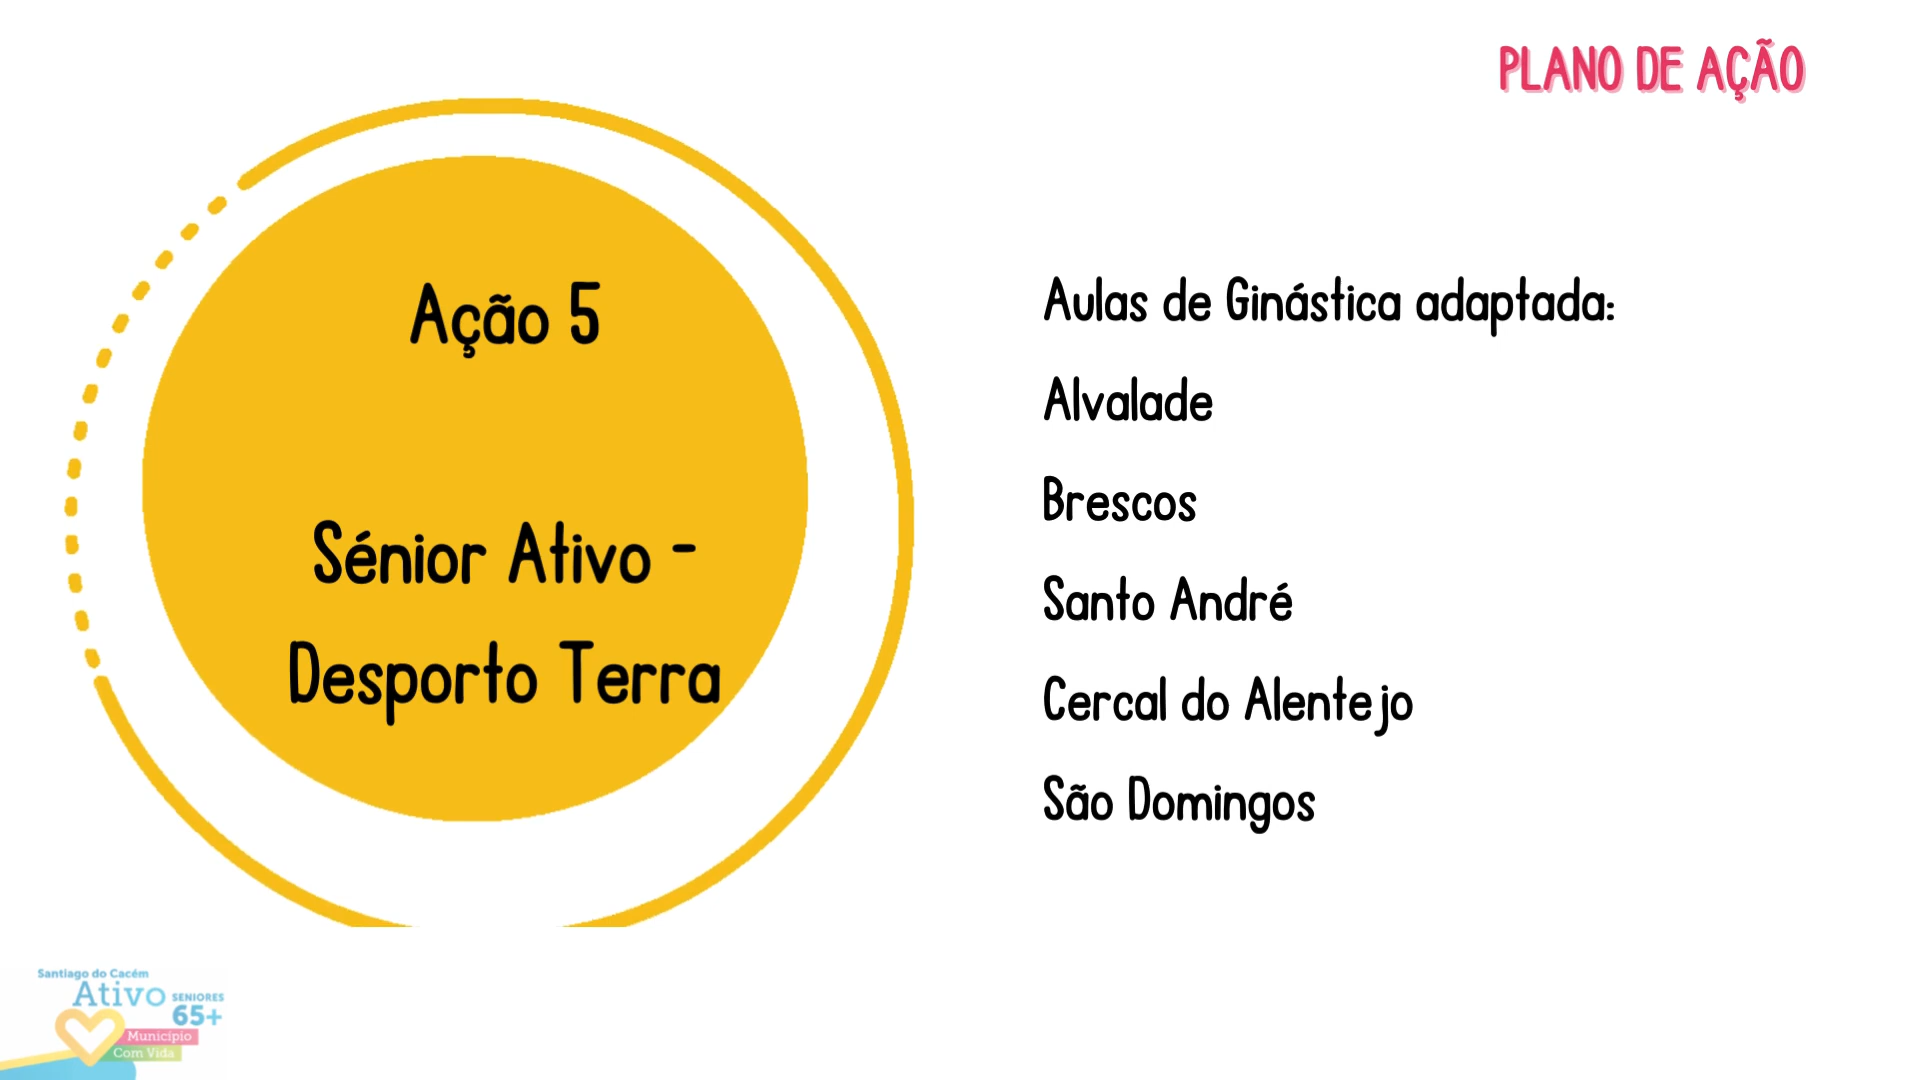 PLANO DE AÇÃO
Ação 5
Sénior Ativo -
Desporto Terra
Aulas de Ginástica adaptada:
Alvalade
Brescos
Santo André
Cercal do Alentejo
São Domingos
Santiago do Cacém
Ativo SENIORES
65+
Município
Com Vida